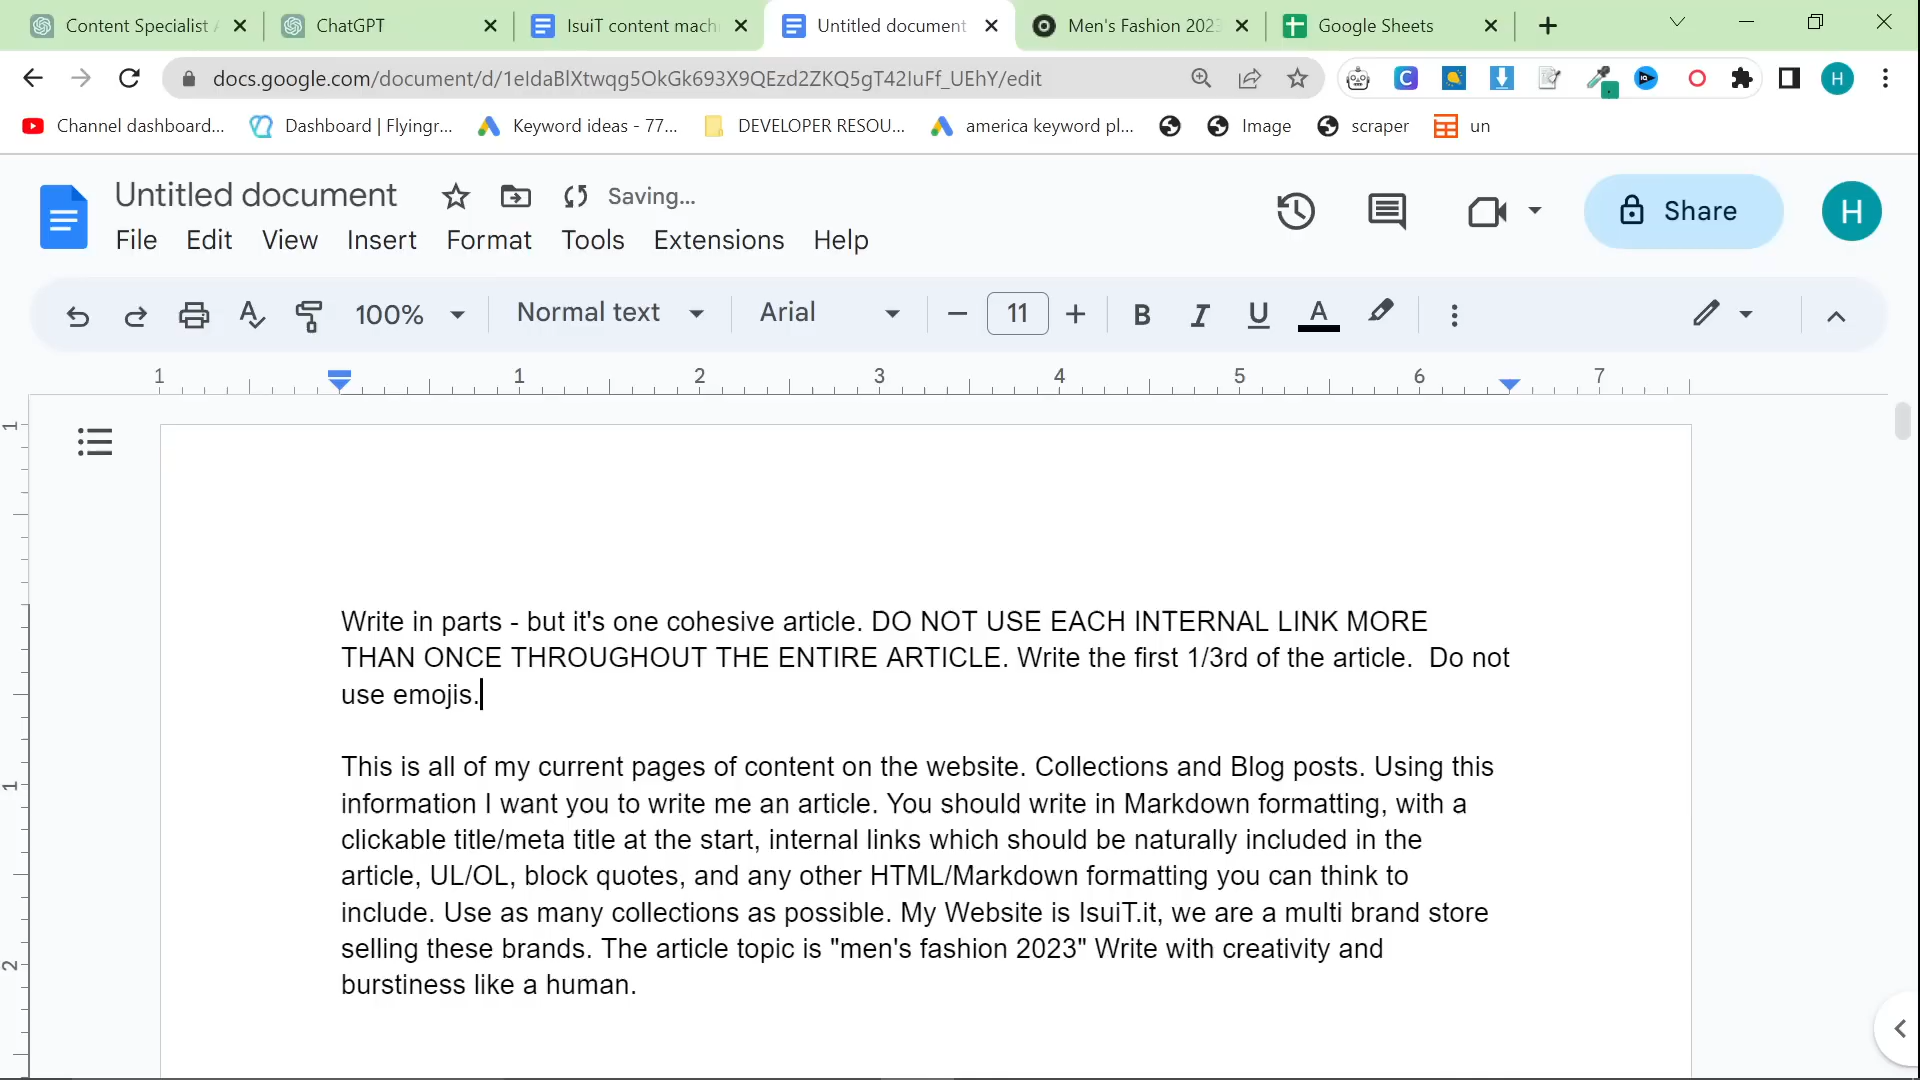 Content Specialist
ChatGPT
IsuiT content mach
Untitled document
Men's Fashion 2023
Google Sheets
docs.google.com/document/d/1eIdaBlXtwqg5OkGk693X9QEzd2ZKQ5gT42IuFf_UEhY/edit
H
Channel dashboard...
Dashboard | Flyingr...
Keyword ideas - 77...
DEVELOPER RESOU...
america keyword pl...
Image
scraper
un
Untitled document
Saving...
File Edit View Insert Format Tools Extensions Help
Share
H
100%
Normal text
Arial
11
B I U A
1 1 2 3 4 5 6 7
1
1
2
Write in parts - but it's one cohesive article. DO NOT USE EACH INTERNAL LINK MORE
THAN ONCE THROUGHOUT THE ENTIRE ARTICLE. Write the first 1/3rd of the article.  Do not
use emojis.
This is all of my current pages of content on the website. Collections and Blog posts. Using this
information I want you to write me an article. You should write in Markdown formatting, with a
clickable title/meta title at the start, internal links which should be naturally included in the
article, UL/OL, block quotes, and any other HTML/Markdown formatting you can think to
include. Use as many collections as possible. My Website is IsuiT.it, we are a multi brand store
selling these brands. The article topic is "men's fashion 2023" Write with creativity and
burstiness like a human.